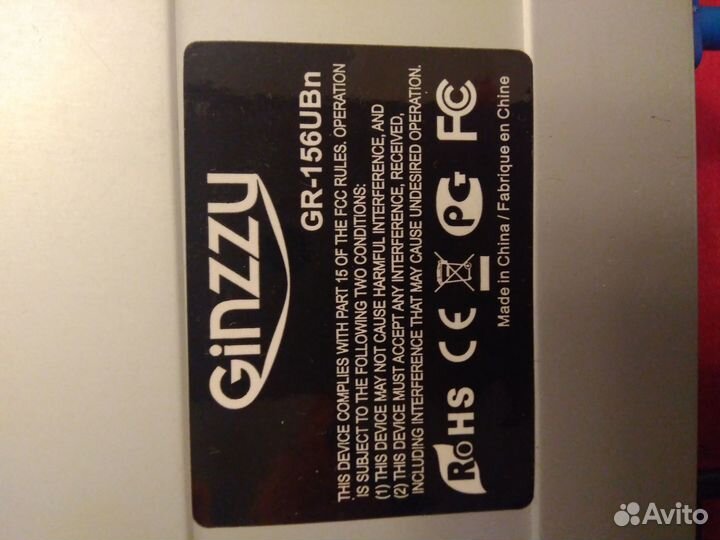 Ginzzu
GR-156UBn
THIS DEVICE COMPLIES WITH PART 15 OF THE FCC RULES. OPERATION
IS SUBJECT TO THE FOLLOWING TWO CONDITIONS:
(1) THIS DEVICE MAY NOT CAUSE HARMFUL INTERFERENCE, AND
(2) THIS DEVICE MUST ACCEPT ANY INTERFERENCE, RECEIVED,
INCLUDING INTERFERENCE THAT MAY CAUSE UNDESIRED OPERATION.
RoHS CE РСТ FC
Made in China / Fabrique en Chine
Avito